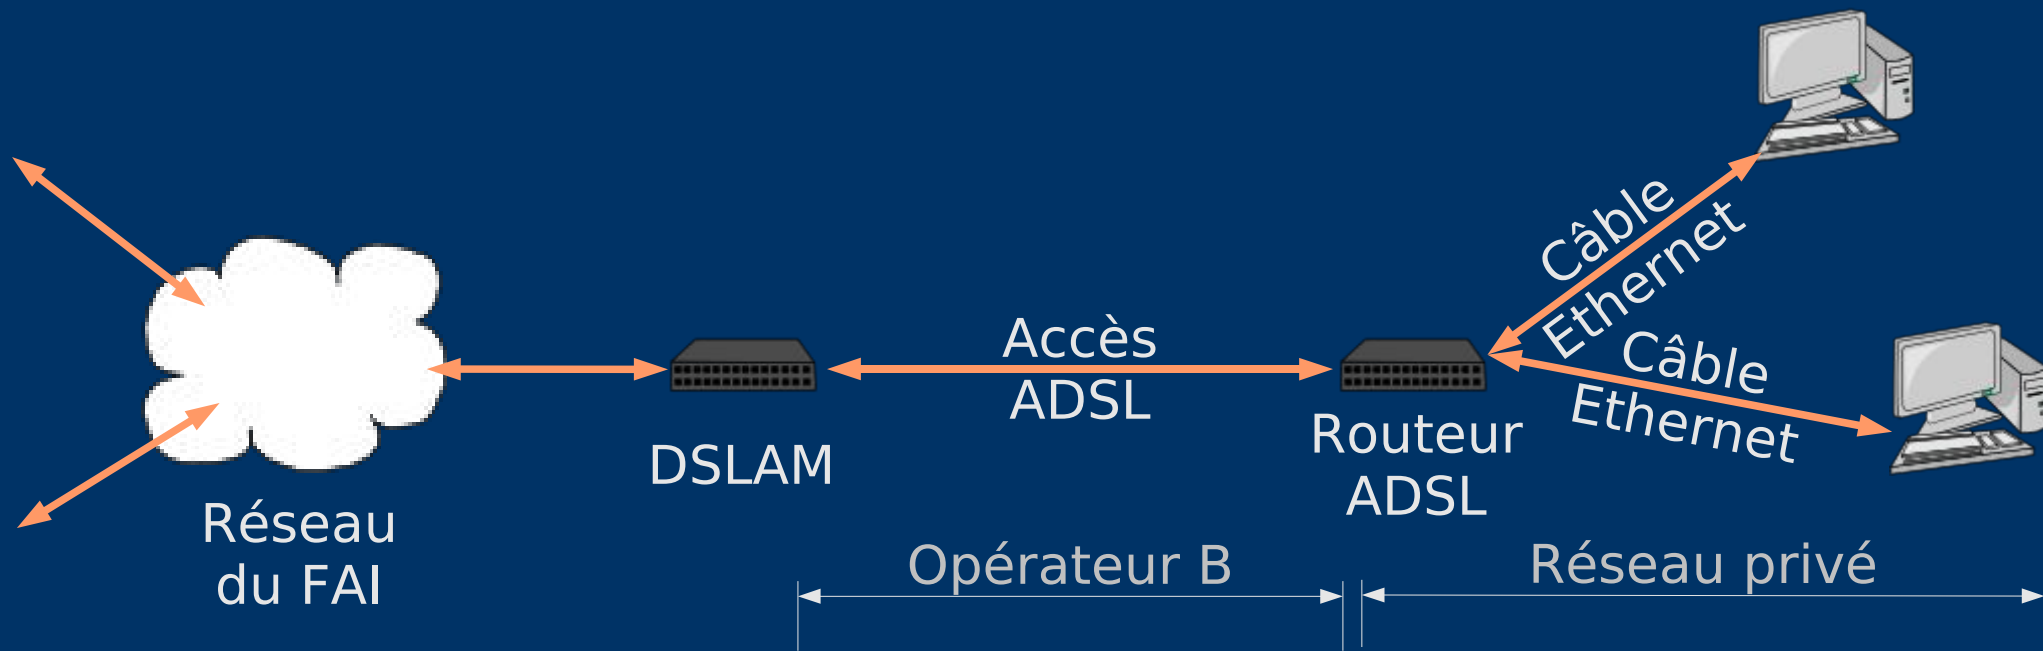 Câble
Ethernet
Câble
Ethernet
Accès
ADSL
Routeur
ADSL
DSLAM
Réseau
du FAI
Opérateur B
Réseau privé